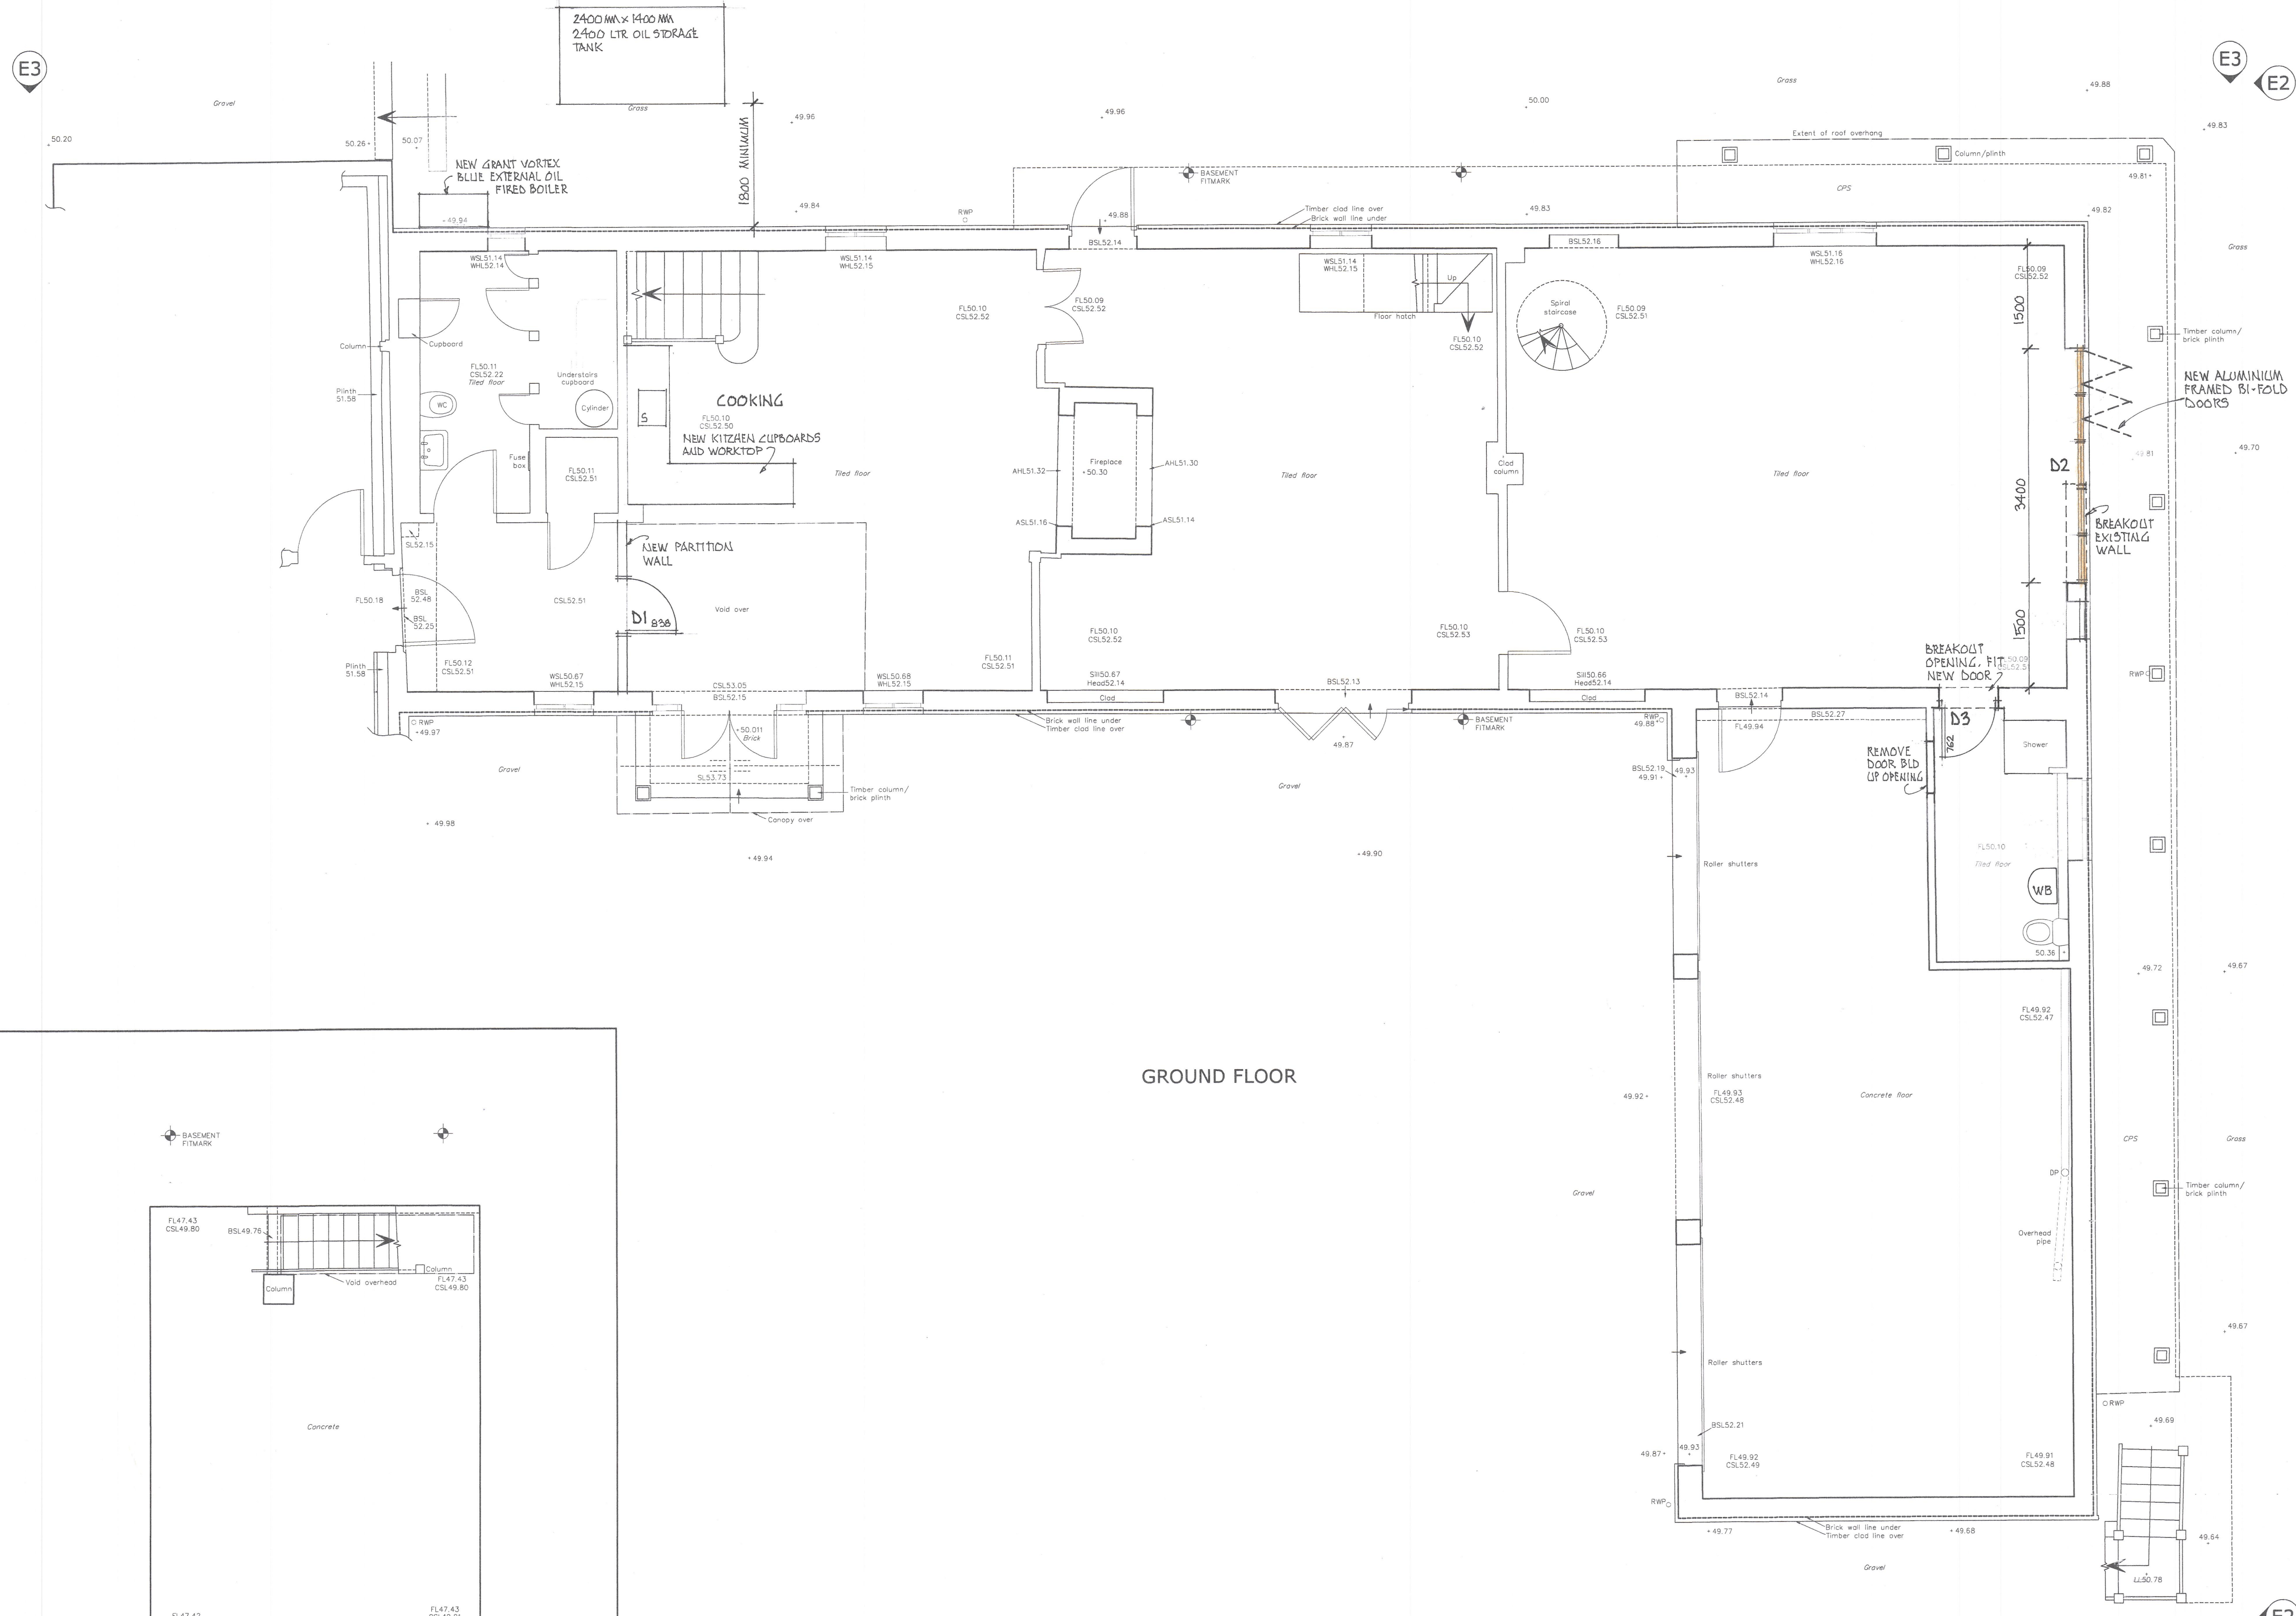 2400MM x 1400MM
2400 LTR OIL STORAGE
TANK
E3
E3
E2
Gravel
Grass
Grass
50.20
50.26
50.07
49.96
49.96
50.00
49.88
49.83
1800 MINIMUM
Extent of roof overhang
Column/plinth
NEW GRANT VORTEX
BLUE EXTERNAL OIL
FIRED BOILER
BASEMENT
FITMARK
49.81
CPS
49.94
49.84
RWP
49.88
Timber clad line over
Brick wall line under
49.83
49.82
BSL52.14
BSL52.16
Grass
WSL51.14
WHL52.14
WSL51.14
WHL52.15
WSL51.14
WHL52.15
WSL51.16
WHL52.16
FL50.09
CSL52.52
Up
FL50.10
CSL52.52
FL50.09
CSL52.52
Floor hatch
Spiral
staircase
FL50.09
CSL52.51
1500
Column
Cupboard
FL50.10
CSL52.52
Timber column/
brick plinth
FL50.11
CSL52.22
Tiled floor
Understairs
cupboard
NEW ALUMINIUM
FRAMED BI-FOLD
DOORS
Plinth
51.58
WC
Cylinder
S
COOKING
FL50.10
CSL52.50
NEW KITCHEN CUPBOARDS
AND WORKTOP
49.81
49.70
Fuse
box
FL50.11
CSL52.51
Tiled floor
AHL51.32
Fireplace
50.30
AHL51.30
Tiled floor
Clad
column
Tiled floor
D2
3400
ASL51.16
ASL51.14
BREAKOUT
EXISTING
WALL
SL52.15
NEW PARTITION
WALL
FL50.18
BSL
52.48
BSL
52.25
CSL52.51
D1
838
Void over
1500
FL50.10
CSL52.52
FL50.10
CSL52.53
FL50.10
CSL52.53
Plinth
51.58
FL50.12
CSL52.51
FL50.11
CSL52.51
BREAKOUT
OPENING. FIT
NEW DOOR
FL50.09
WSL50.67
WHL52.15
CSL53.05
BSL52.15
WSL50.68
WHL52.15
Sill50.67
Head52.14
Clad
BSL52.13
Sill50.66
Head52.14
Clad
BSL52.14
RWP
RWP
49.97
50.011
Brick
Brick wall line under
Timber clad line over
BASEMENT
FITMARK
RWP
49.88
FL49.94
BSL52.27
D3
762
Shower
49.87
Gravel
SL53.73
Timber column/
brick plinth
Canopy over
Gravel
BSL52.19
49.91
49.93
REMOVE
DOOR BLD
UP OPENING
49.98
49.94
49.90
Roller shutters
FL50.10
Tiled floor
WB
50.36
49.72
49.67
FL49.92
CSL52.47
GROUND FLOOR
Roller shutters
49.92
FL49.93
CSL52.48
Concrete floor
BASEMENT
FITMARK
CPS
Grass
DP
Gravel
Timber column/
brick plinth
FL47.43
CSL49.80
BSL49.76
Overhead
pipe
Column
Void overhead
Column
FL47.43
CSL49.80
49.67
Roller shutters
RWP
49.69
Concrete
BSL52.21
49.87
49.93
FL49.92
CSL52.49
FL49.91
CSL52.48
RWP
49.77
Brick wall line under
Timber clad line over
49.68
49.64
Gravel
LL50.78
FL47.43